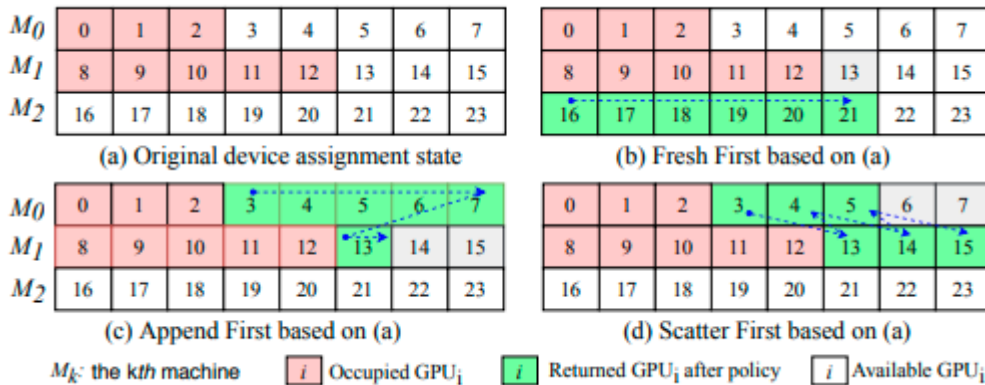 M0 0 1 2 3 4 5 6 7
M1 8 9 10 11 12 13 14 15
M2 16 17 18 19 20 21 22 23
(a) Original device assignment state
0 1 2 3 4 5 6 7
8 9 10 11 12 13 14 15
16 17 18 19 20 21 22 23
(b) Fresh First based on (a)
M0 0 1 2 3 4 5 6 7
M1 8 9 10 11 12 13 14 15
M2 16 17 18 19 20 21 22 23
(c) Append First based on (a)
0 1 2 3 4 5 6 7
8 9 10 11 12 13 14 15
16 17 18 19 20 21 22 23
(d) Scatter First based on (a)
Mk: the kth machine i Occupied GPUi i Returned GPUi after policy i Available GPUi